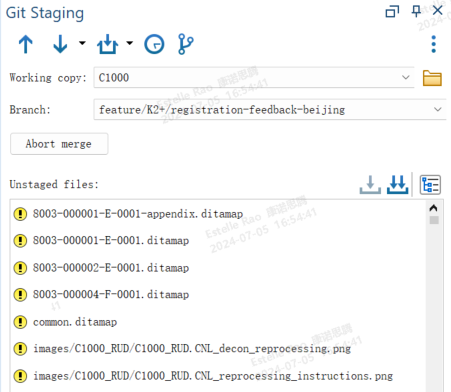 Git Staging
Working copy: C1000
Branch: feature/K2+/registration-feedback-beijing
Abort merge
Unstaged files:
8003-000001-E-0001-appendix.ditamap
8003-000001-E-0001.ditamap
8003-000002-E-0001.ditamap
8003-000004-F-0001.ditamap
common.ditamap
images/C1000_RUD/C1000_RUD.CNL_decon_reprocessing.png
images/C1000_RUD/C1000_RUD.CNL_reprocessing_instructions.png
Estelle Rao
2024-07-05 16:54:41